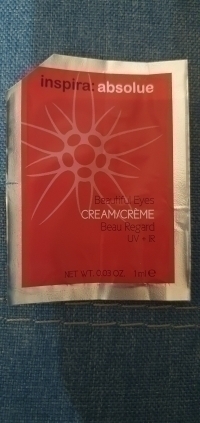 inspira: absolue
Beautiful Eyes
CREAM/CRÈME
Beau Regard
UV + IR
NET. WT. 0.03 OZ. 1ml ℮